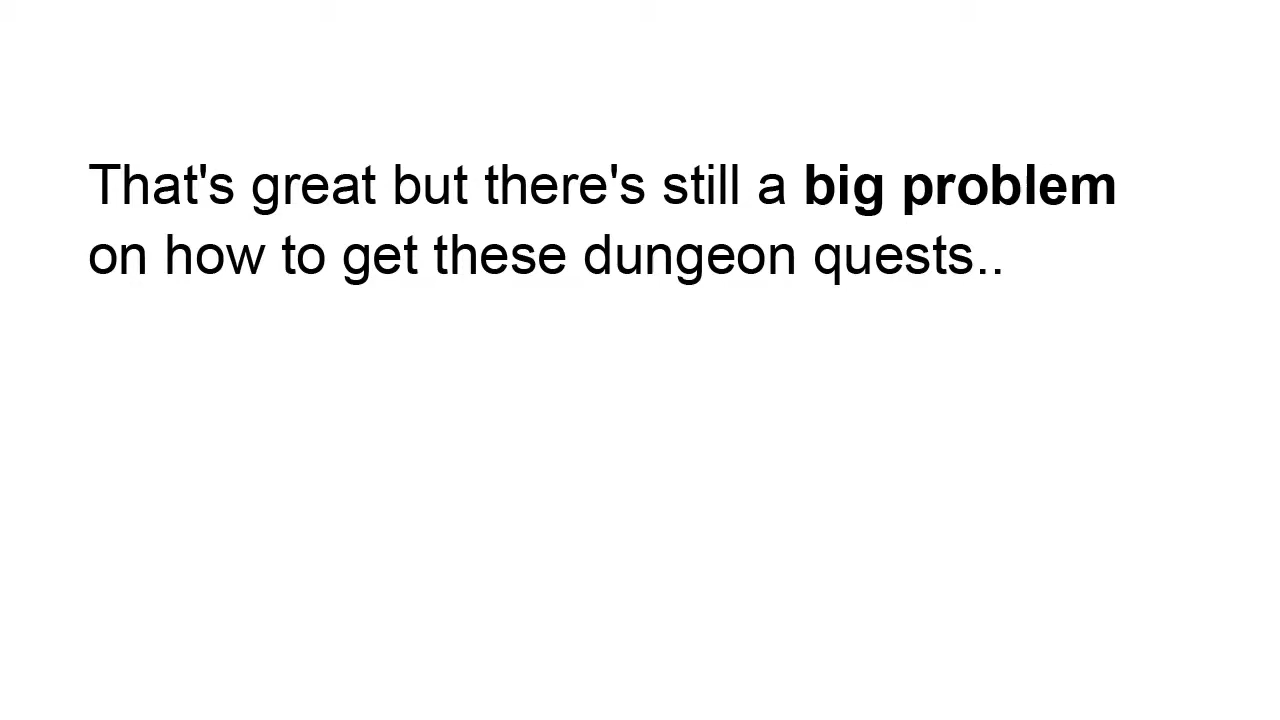 That's great but there's still a big problem
on how to get these dungeon quests..